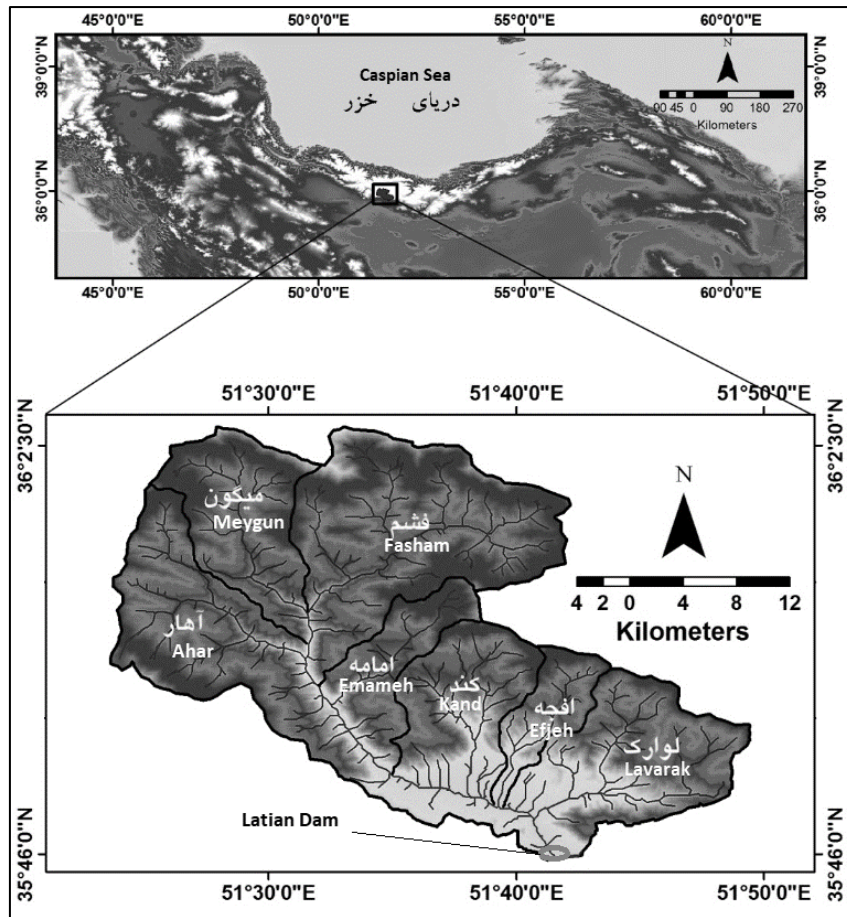 45°0'0"E 50°0'0"E 55°0'0"E 60°0'0"E
39°0'0"N
39°0'0"N
Caspian Sea
دریای خزر
N
90 45 0 90 180 270
Kilometers
36°0'0"N
36°0'0"N
45°0'0"E 50°0'0"E 55°0'0"E 60°0'0"E
51°30'0"E 51°40'0"E 51°50'0"E
36°2'30"N
36°2'30"N
میگون
Meygun
فشم
Fasham
N
4 2 0 4 8 12
Kilometers
آهار
Ahar
امامه
Emameh
کند
Kand
افجه
Efjeh
لوارک
Lavarak
Latian Dam
35°46'0"N
35°46'0"N
51°30'0"E 51°40'0"E 51°50'0"E